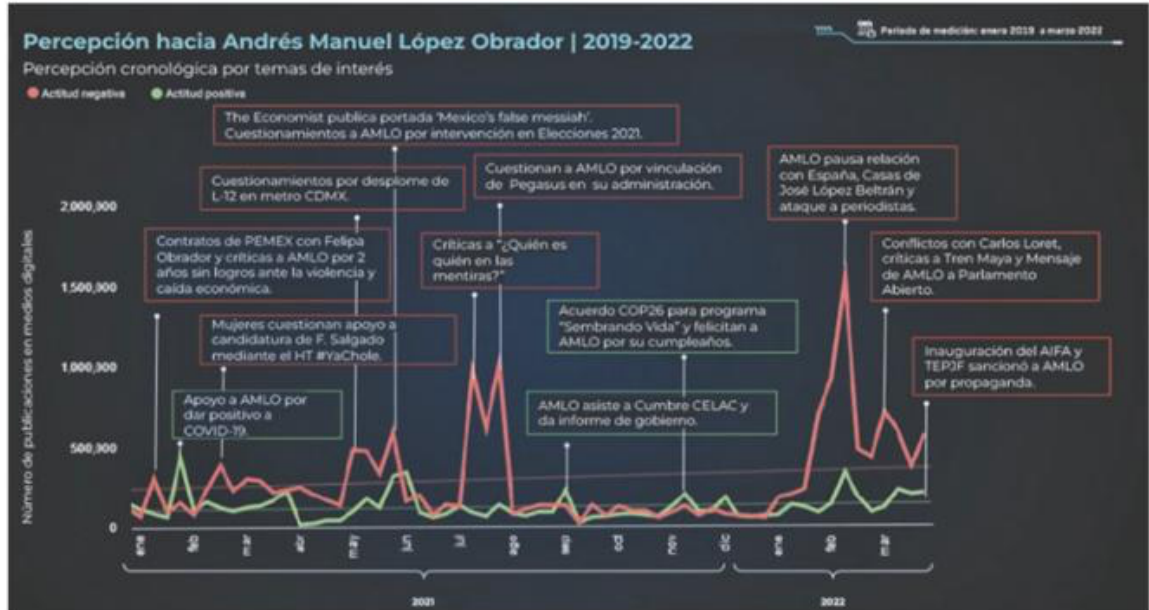 Percepción hacia Andrés Manuel López Obrador | 2019-2022
Periodo de medición: enero 2019 a marzo 2022
Percepción cronológica por temas de interés
Actitud negativa
Actitud positiva
The Economist publica portada 'Mexico's false messiah'.
Cuestionamientos a AMLO por intervención en Elecciones 2021.
Cuestionamientos por desplome de
L-12 en metro CDMX.
Cuestionan a AMLO por vinculación
de Pegasus en su administración.
AMLO pausa relación
con España, Casas de
José López Beltrán y
ataque a periodistas.
Contratos de PEMEX con Felipa
Obrador y críticas a AMLO por 2
años sin logros ante la violencia y
caída económica.
Críticas a "¿Quién es
quién en las
mentiras?"
Conflictos con Carlos Loret,
críticas a Tren Maya y Mensaje
de AMLO a Parlamento
Abierto.
Mujeres cuestionan apoyo a
candidatura de F. Salgado
mediante el HT #YaChole.
Acuerdo COP26 para programa
"Sembrando Vida" y felicitan a
AMLO por su cumpleaños.
Inauguración del AIFA y
TEPJF sancionó a AMLO
por propaganda.
Apoyo a AMLO por
dar positivo a
COVID-19.
AMLO asiste a Cumbre CELAC y
da informe de gobierno.
Número de publicaciones en medios digitales
2,000,000
1,500,000
1,000,000
500,000
0
ene
feb
mar
abr
may
jun
jul
ago
sep
oct
nov
dic
ene
feb
mar
2021
2022